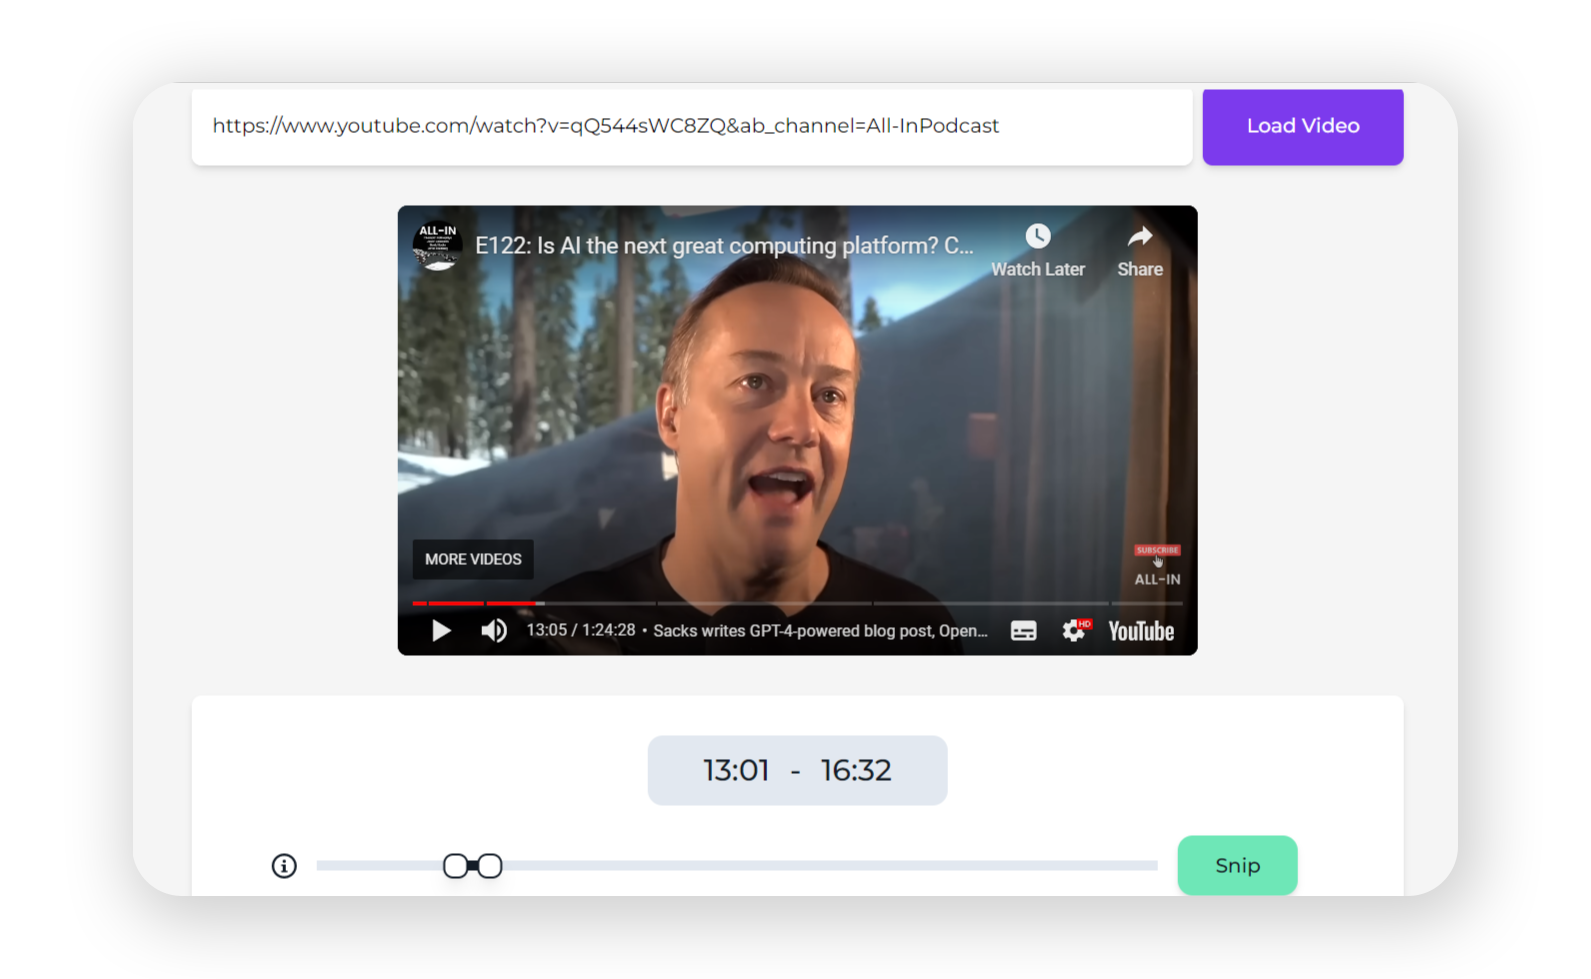 https://www.youtube.com/watch?v=qQ544sWC8ZQ&ab_channel=All-InPodcast
Load Video
ALL-IN
E122: Is AI the next great computing platform? C...
Watch Later
Share
MORE VIDEOS
SUBSCRIBE
ALL-IN
13:05 / 1:24:28 • Sacks writes GPT-4-powered blog post, Open...
HD
YouTube
13:01 - 16:32
Snip